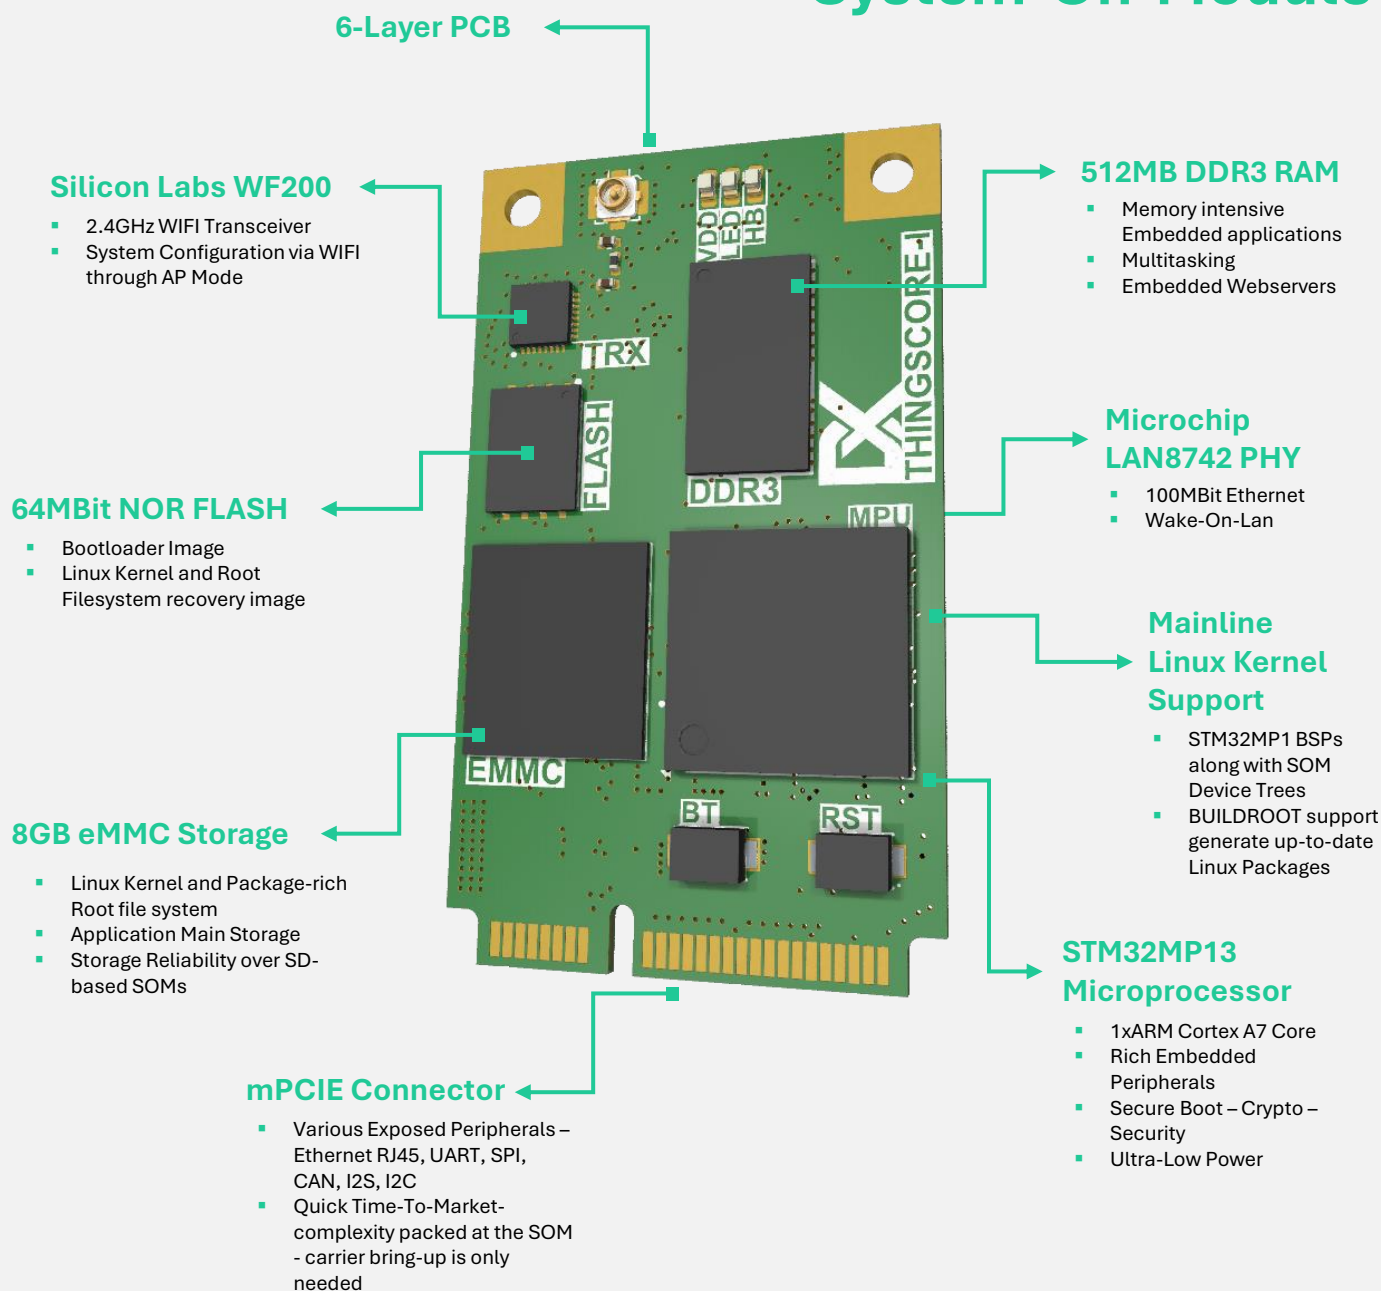 System-On-Module
6-Layer PCB
Silicon Labs WF200
▪ 2.4GHz WIFI Transceiver
▪ System Configuration via WIFI
through AP Mode
512MB DDR3 RAM
▪ Memory intensive
Embedded applications
▪ Multitasking
▪ Embedded Webservers
VDD
LED
HB
TRX
FLASH
DDR3
DX
THINGSCORE-I
MPU
EMMC
BT
RST
Microchip
LAN8742 PHY
▪ 100MBit Ethernet
▪ Wake-On-Lan
64MBit NOR FLASH
▪ Bootloader Image
▪ Linux Kernel and Root
Filesystem recovery image
Mainline
Linux Kernel
Support
▪ STM32MP1 BSPs
along with SOM
Device Trees
▪ BUILDROOT support
generate up-to-date
Linux Packages
8GB eMMC Storage
▪ Linux Kernel and Package-rich
Root file system
▪ Application Main Storage
▪ Storage Reliability over SD-
based SOMs
STM32MP13
Microprocessor
▪ 1xARM Cortex A7 Core
▪ Rich Embedded
Peripherals
▪ Secure Boot – Crypto –
Security
▪ Ultra-Low Power
mPCIE Connector
▪ Various Exposed Peripherals –
Ethernet RJ45, UART, SPI,
CAN, I2S, I2C
▪ Quick Time-To-Market-
complexity packed at the SOM
- carrier bring-up is only
needed